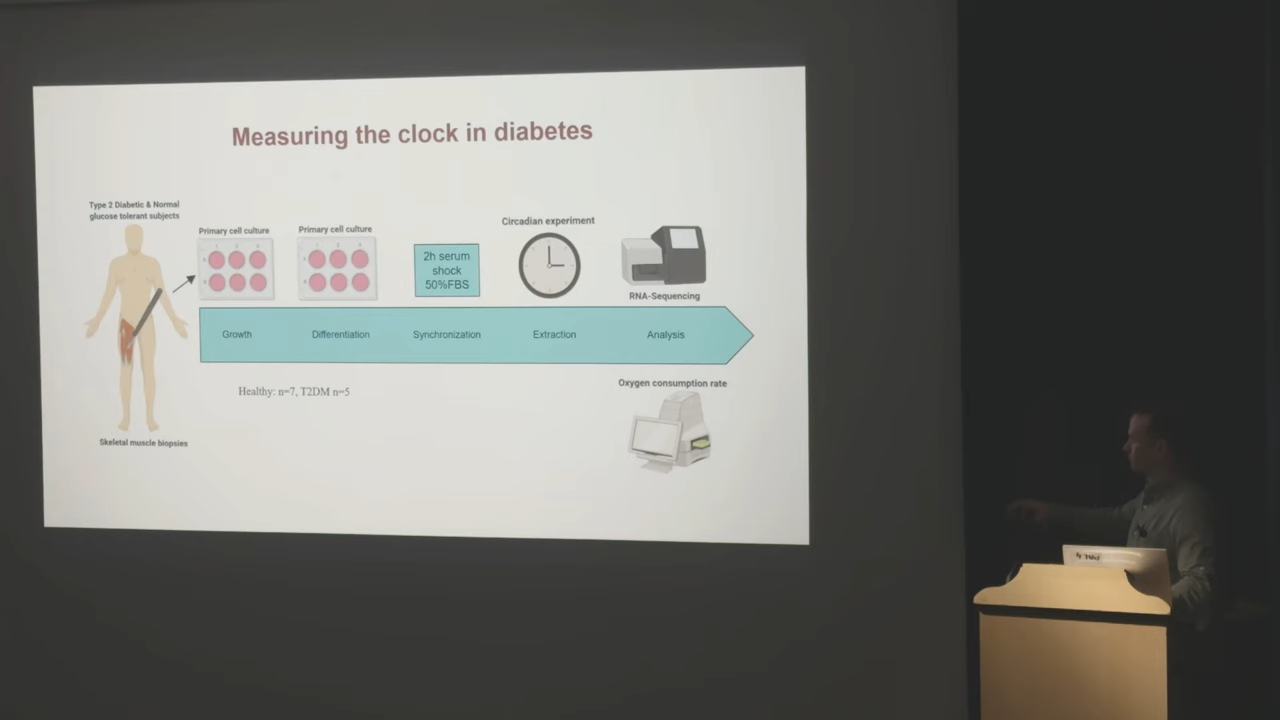 Measuring the clock in diabetes
Type 2 Diabetic & Normal
glucose tolerant subjects
Primary cell culture
Primary cell culture
2h serum
shock
50%FBS
Circadian experiment
RNA-Sequencing
Growth
Differentiation
Synchronization
Extraction
Analysis
Healthy: n=7, T2DM n=5
Skeletal muscle biopsies
Oxygen consumption rate